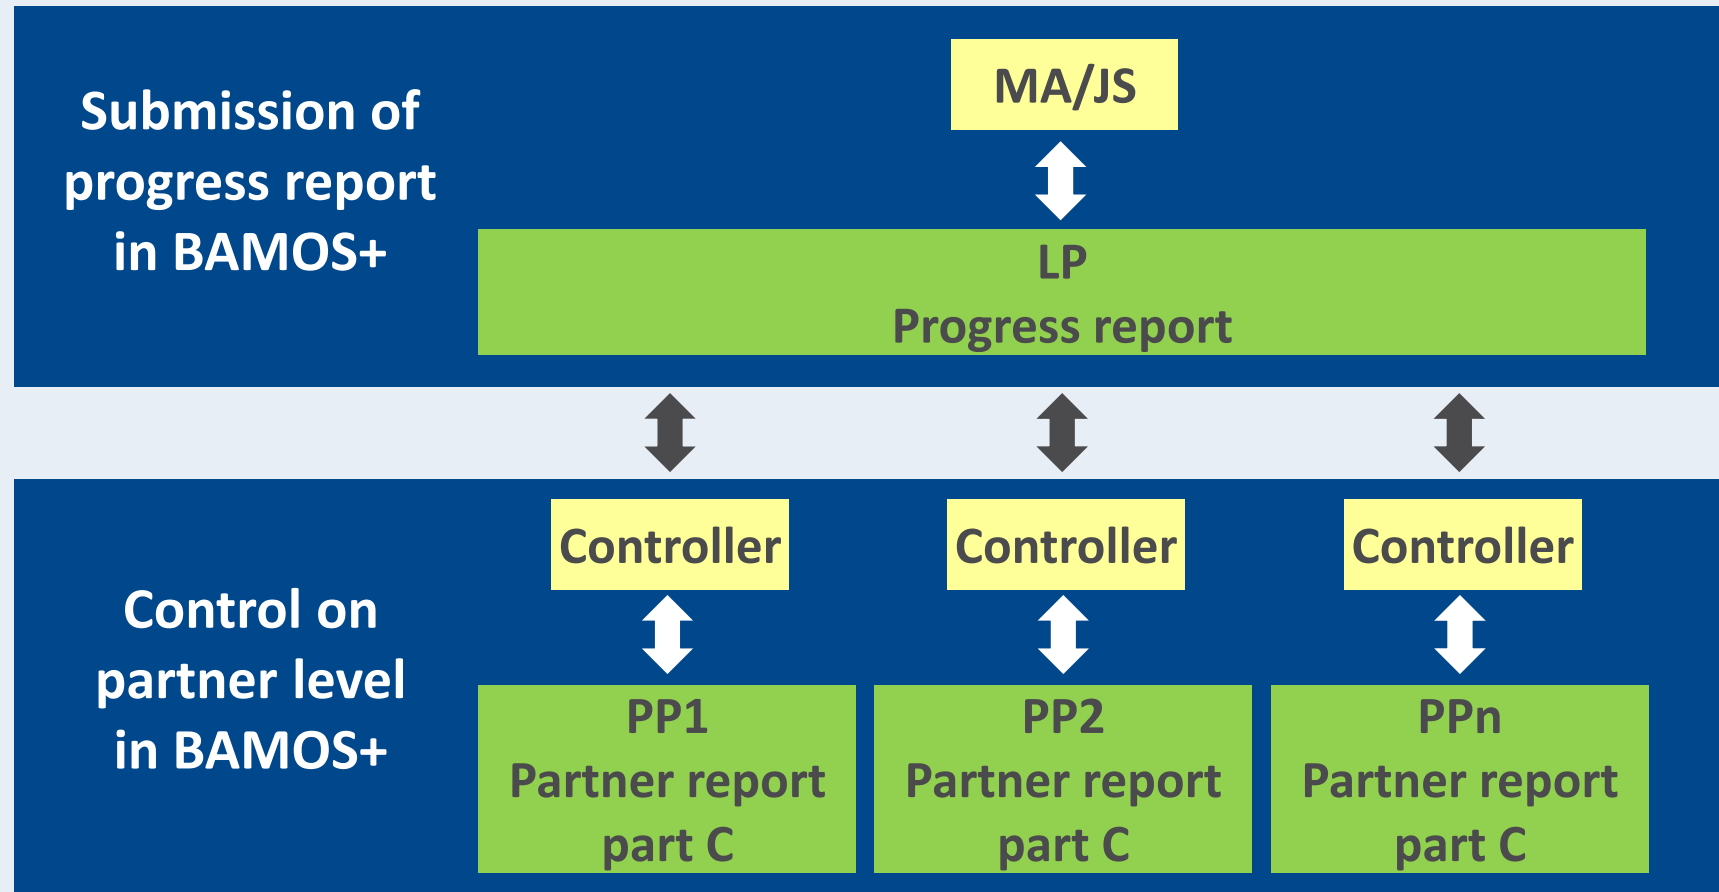 Submission of
progress report
in BAMOS+
MA/JS
LP
Progress report
Controller
Controller
Controller
Control on
partner level
in BAMOS+
PP1
Partner report
part C
PP2
Partner report
part C
PPn
Partner report
part C